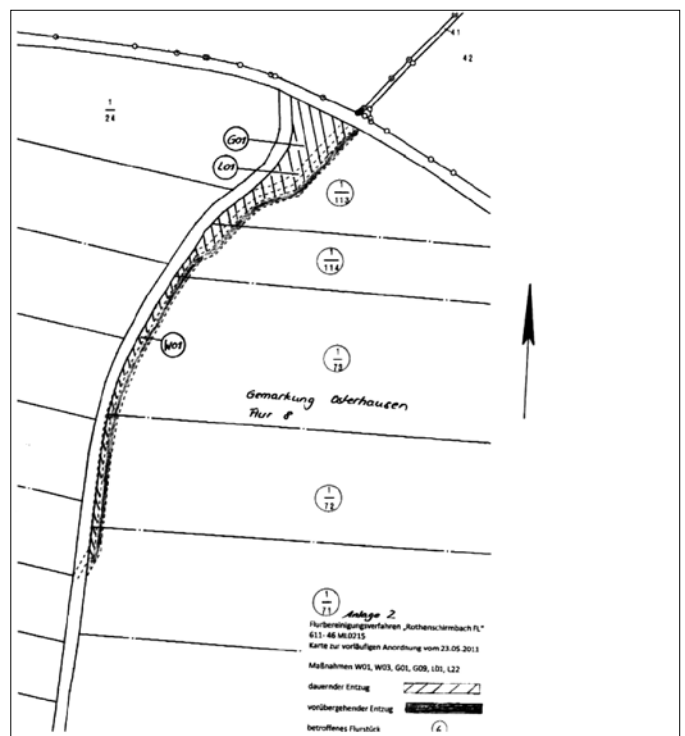 41
42
1
24
G01
L01
1
113
1
114
W01
1
73
Gemarkung Osterhausen
Flur 8
1
72
1
71
Anlage 2
Flurbereinigungsverfahren „Rothenschirmbach FL"
611- 46 ML0215
Karte zur vorläufigen Anordnung vom 23.05.2011
Maßnahmen W01, W03, G01, G09, L01, L22
dauernder Entzug
vorübergehender Entzug
betroffenes Flurstück